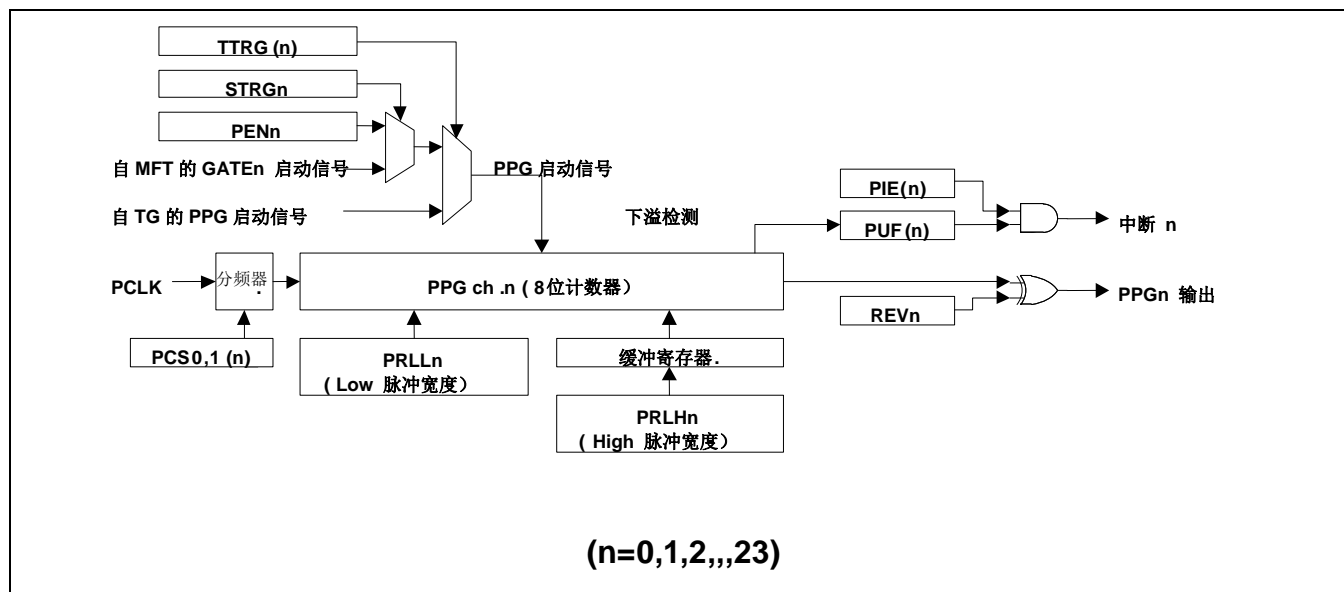 TTRG (n)
STRGn
PENn
自 MFT 的 GATEn 启动信号
PPG 启动信号
自 TG 的 PPG 启动信号
下溢检测
PIE(n)
PUF(n)
中断 n
PCLK
分频器.
PPG ch .n ( 8位计数器）
REVn
PPGn 输出
PCS0,1 (n)
PRLLn
( Low 脉冲宽度）
缓冲寄存器.
PRLHn
( High 脉冲宽度）
(n=0,1,2,,,23)